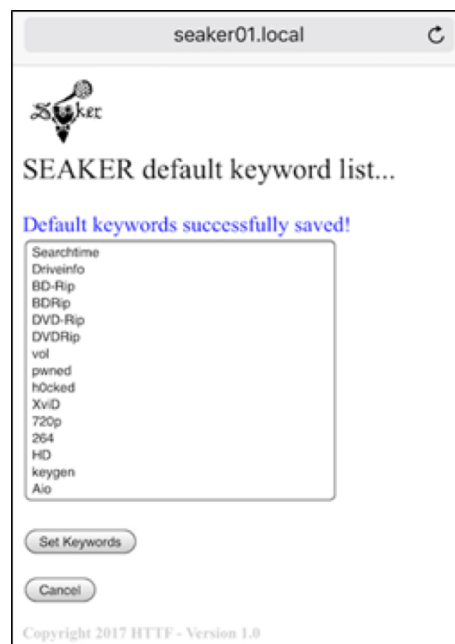 seaker01.local
Seaker
SEAKER default keyword list...
Default keywords successfully saved!
Searchtime
Driveinfo
BD-Rip
BDRip
DVD-Rip
DVDRip
vol
pwned
h0cked
XviD
720p
264
HD
keygen
Aio
Set Keywords
Cancel
Copyright 2017 HTTF - Version 1.0